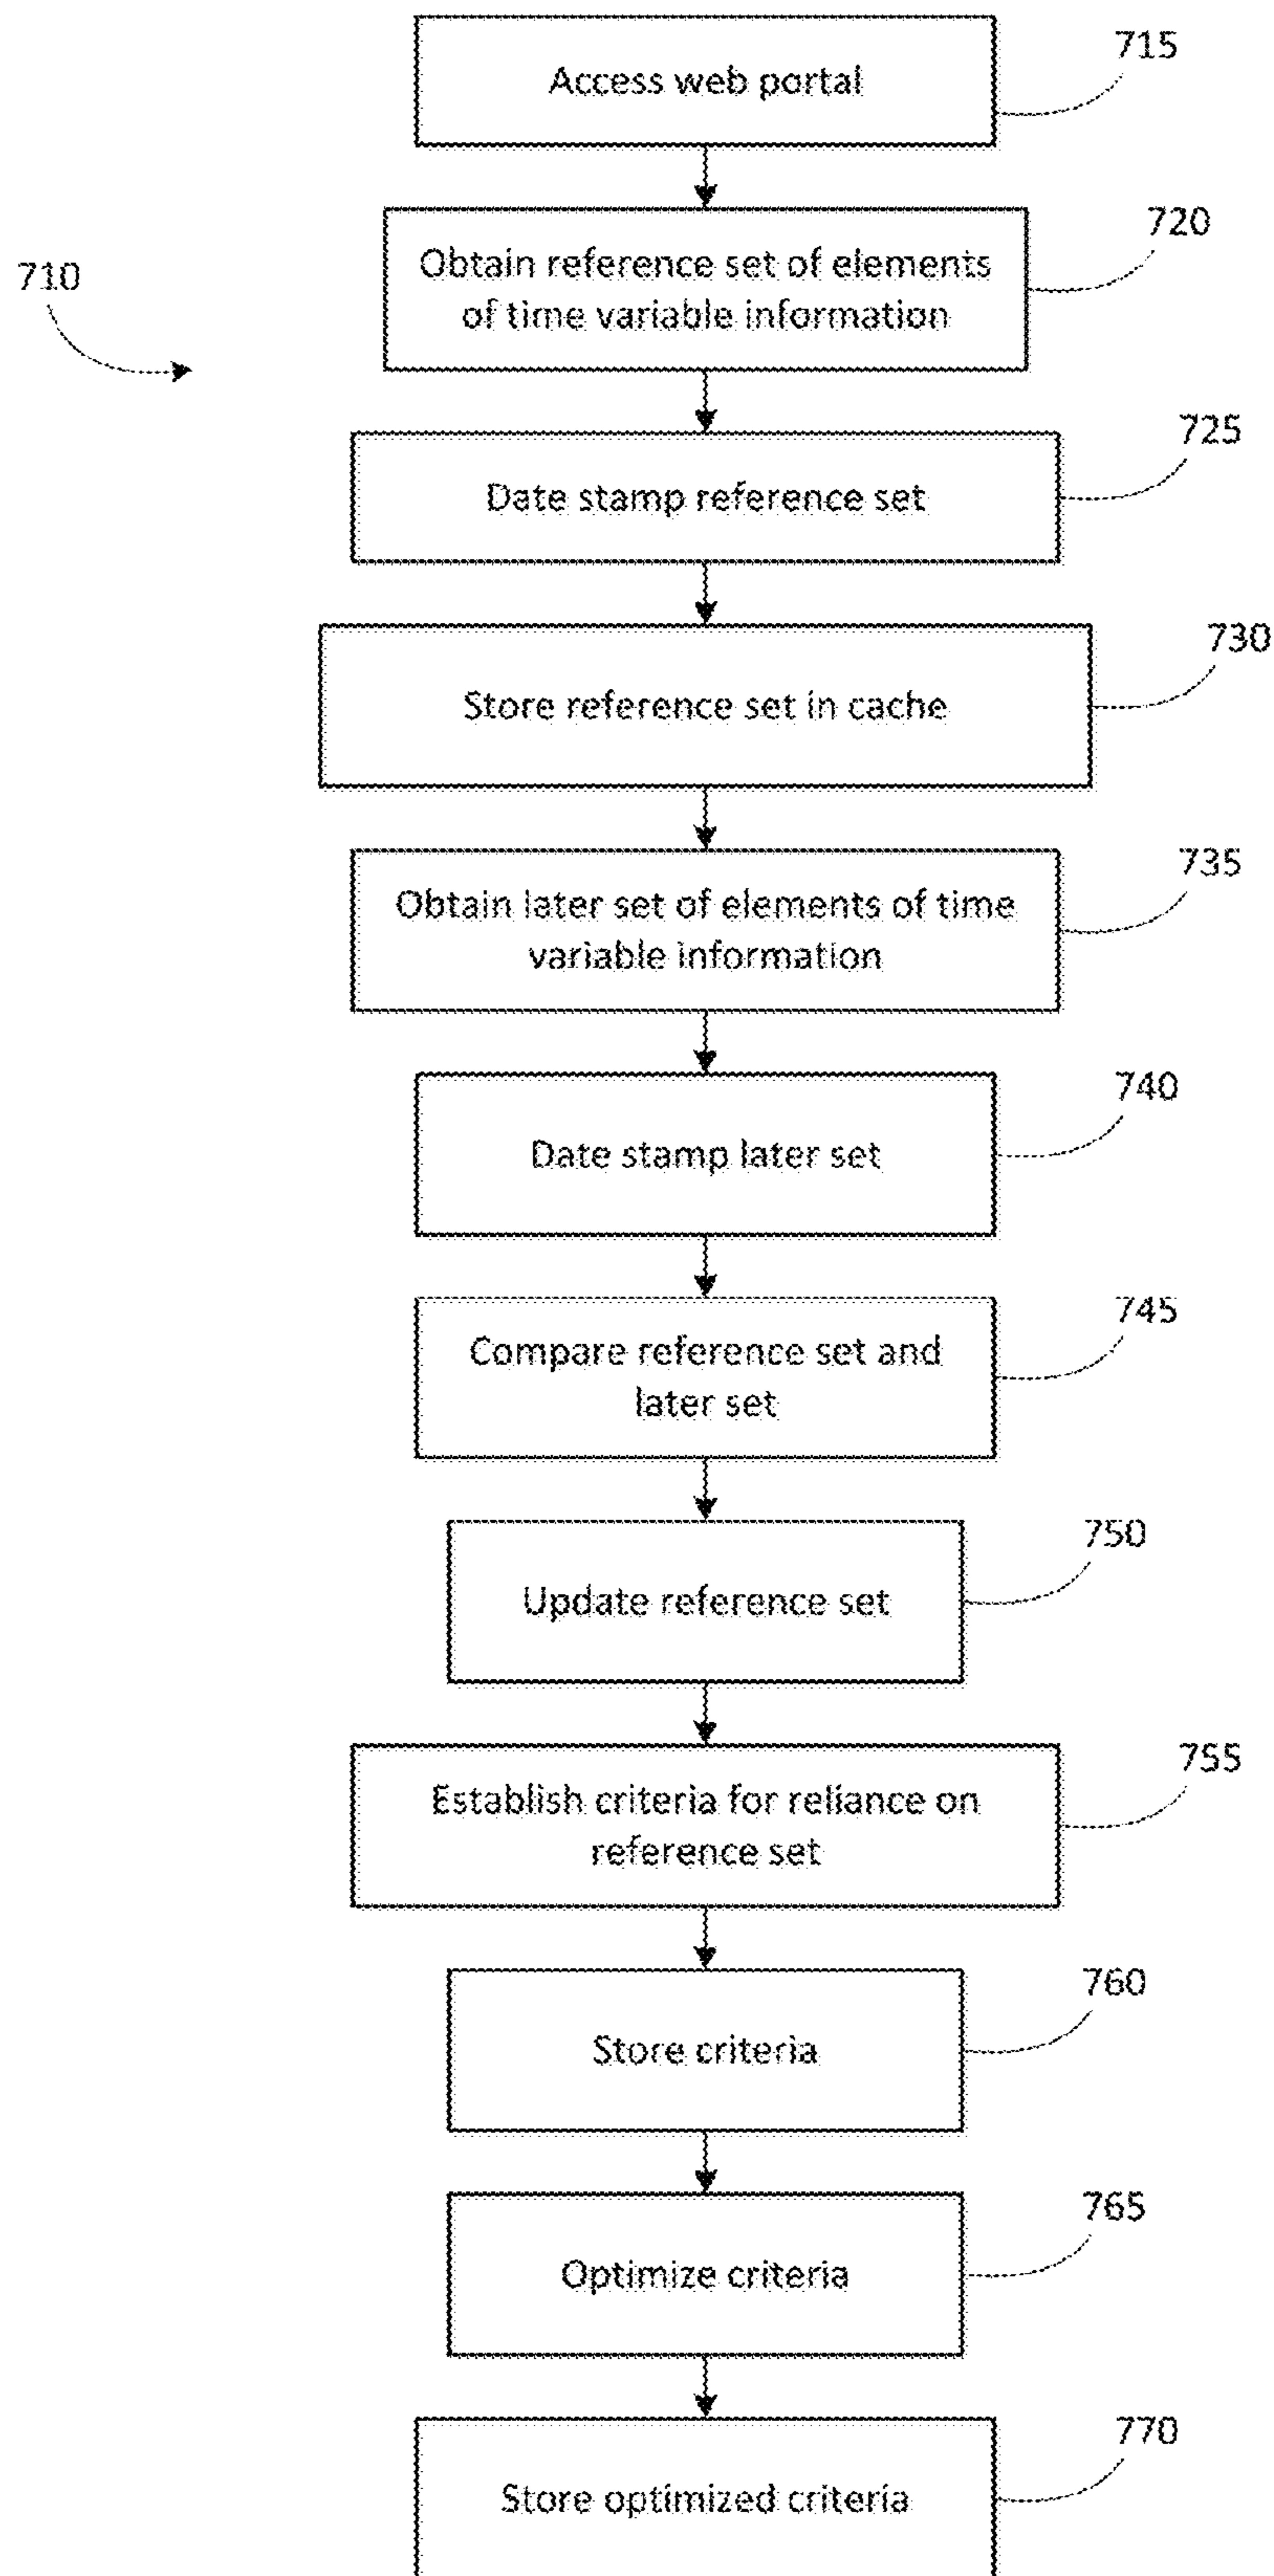 Access web portal
715
710
Obtain reference set of elements
of time variable information
720
Date stamp reference set
725
Store reference set in cache
730
Obtain later set of elements of time
variable information
735
Date stamp later set
740
Compare reference set and
later set
745
Update reference set
750
Establish criteria for reliance on
reference set
755
Store criteria
760
Optimize criteria
765
Store optimized criteria
770